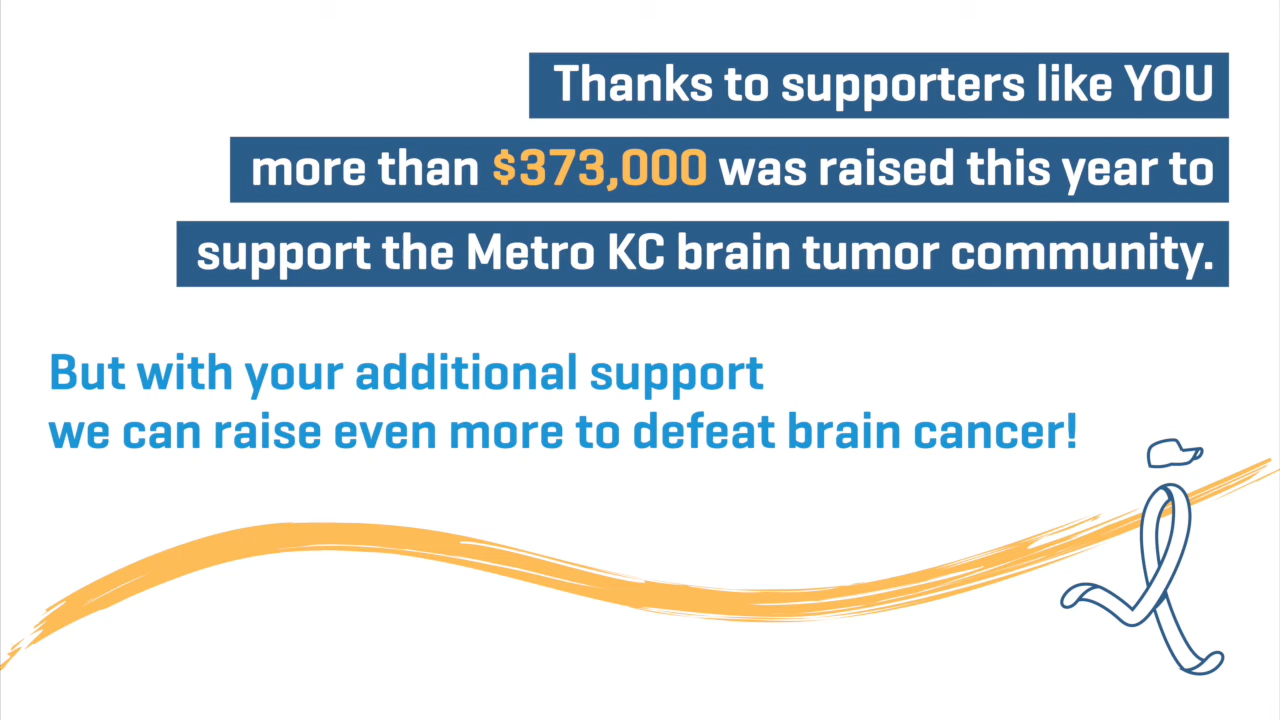 Thanks to supporters like YOU
more than $373,000 was raised this year to
support the Metro KC brain tumor community.
But with your additional support
we can raise even more to defeat brain cancer!